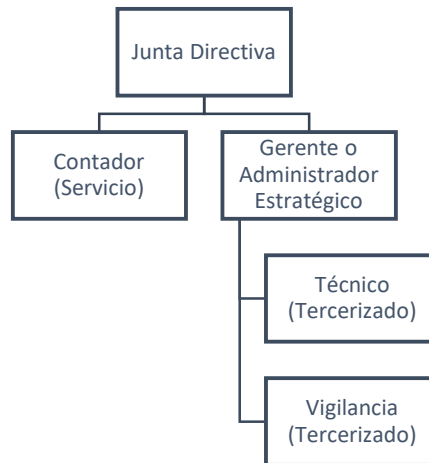 Junta Directiva
Contador
(Servicio)
Gerente o
Administrador
Estratégico
Técnico
(Tercerizado)
Vigilancia
(Tercerizado)